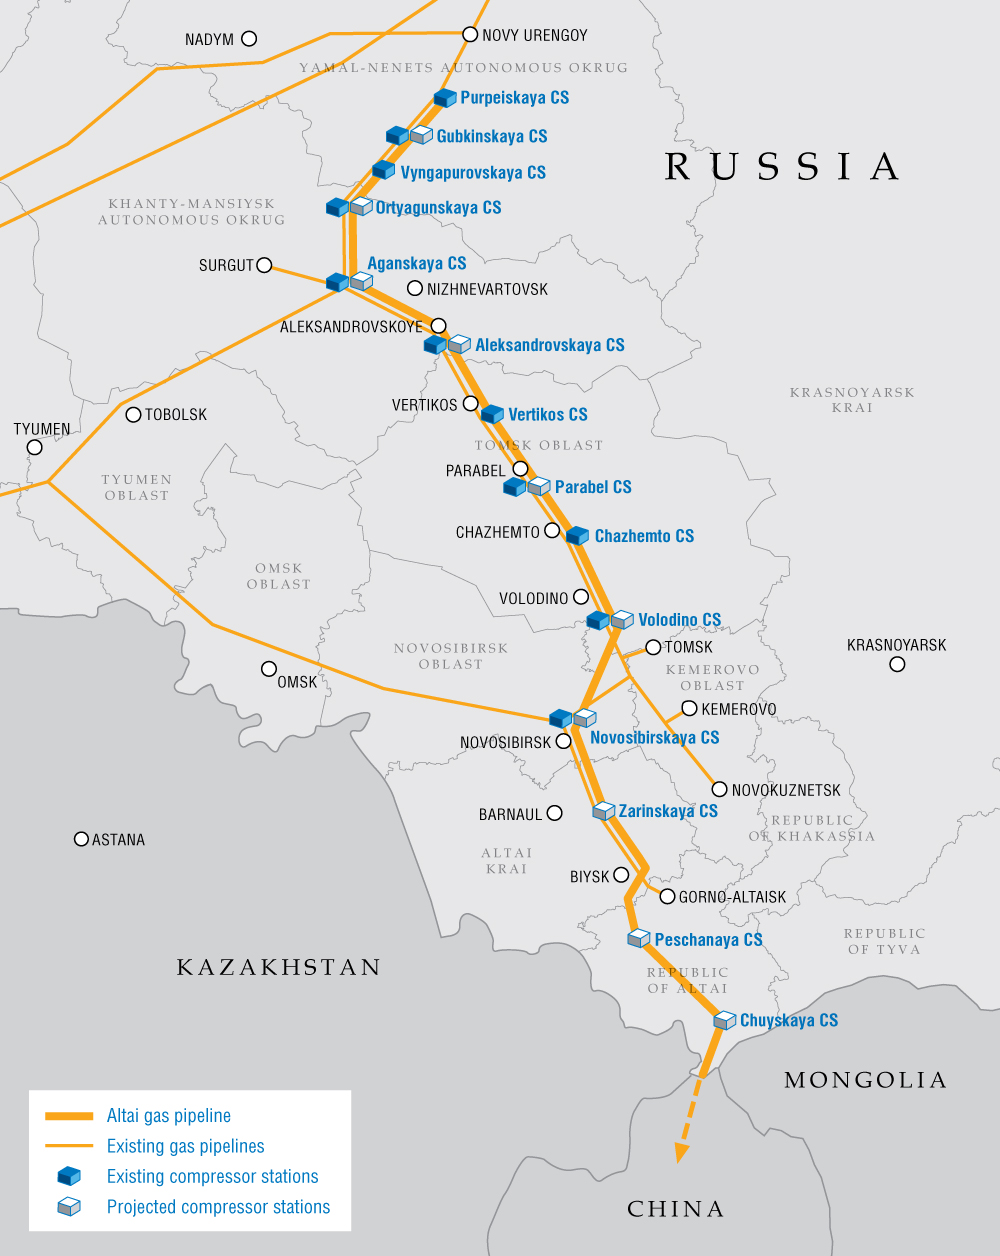 NADYM
NOVY URENGOY
YAMAL-NENETS AUTONOMOUS OKRUG
Purpeiskaya CS
Gubkinskaya CS
RUSSIA
Vyngapurovskaya CS
KHANTY-MANSIYSK
AUTONOMOUS OKRUG
Ortyagunskaya CS
SURGUT
Aganskaya CS
NIZHNEVARTOVSK
ALEKSANDROVSKOYE
Aleksandrovskaya CS
KRASNOYARSK
KRAI
VERTIKOS
Vertikos CS
TOBOLSK
TYUMEN
TOMSK OBLAST
PARABEL
TYUMEN
OBLAST
Parabel CS
CHAZHEMTO
Chazhemto CS
OMSK
OBLAST
VOLODINO
Volodino CS
NOVOSIBIRSK
OBLAST
TOMSK
KRASNOYARSK
KEMEROVO
OBLAST
OMSK
KEMEROVO
NOVOSIBIRSK
Novosibirskaya CS
NOVOKUZNETSK
BARNAUL
Zarinskaya CS
REPUBLIC
OF KHAKASSIA
ASTANA
ALTAI
KRAI
BIYSK
GORNO-ALTAISK
Peschanaya CS
REPUBLIC
OF TYVA
KAZAKHSTAN
REPUBLIC
OF ALTAI
Chuyskaya CS
MONGOLIA
Altai gas pipeline
Existing gas pipelines
Existing compressor stations
Projected compressor stations
CHINA